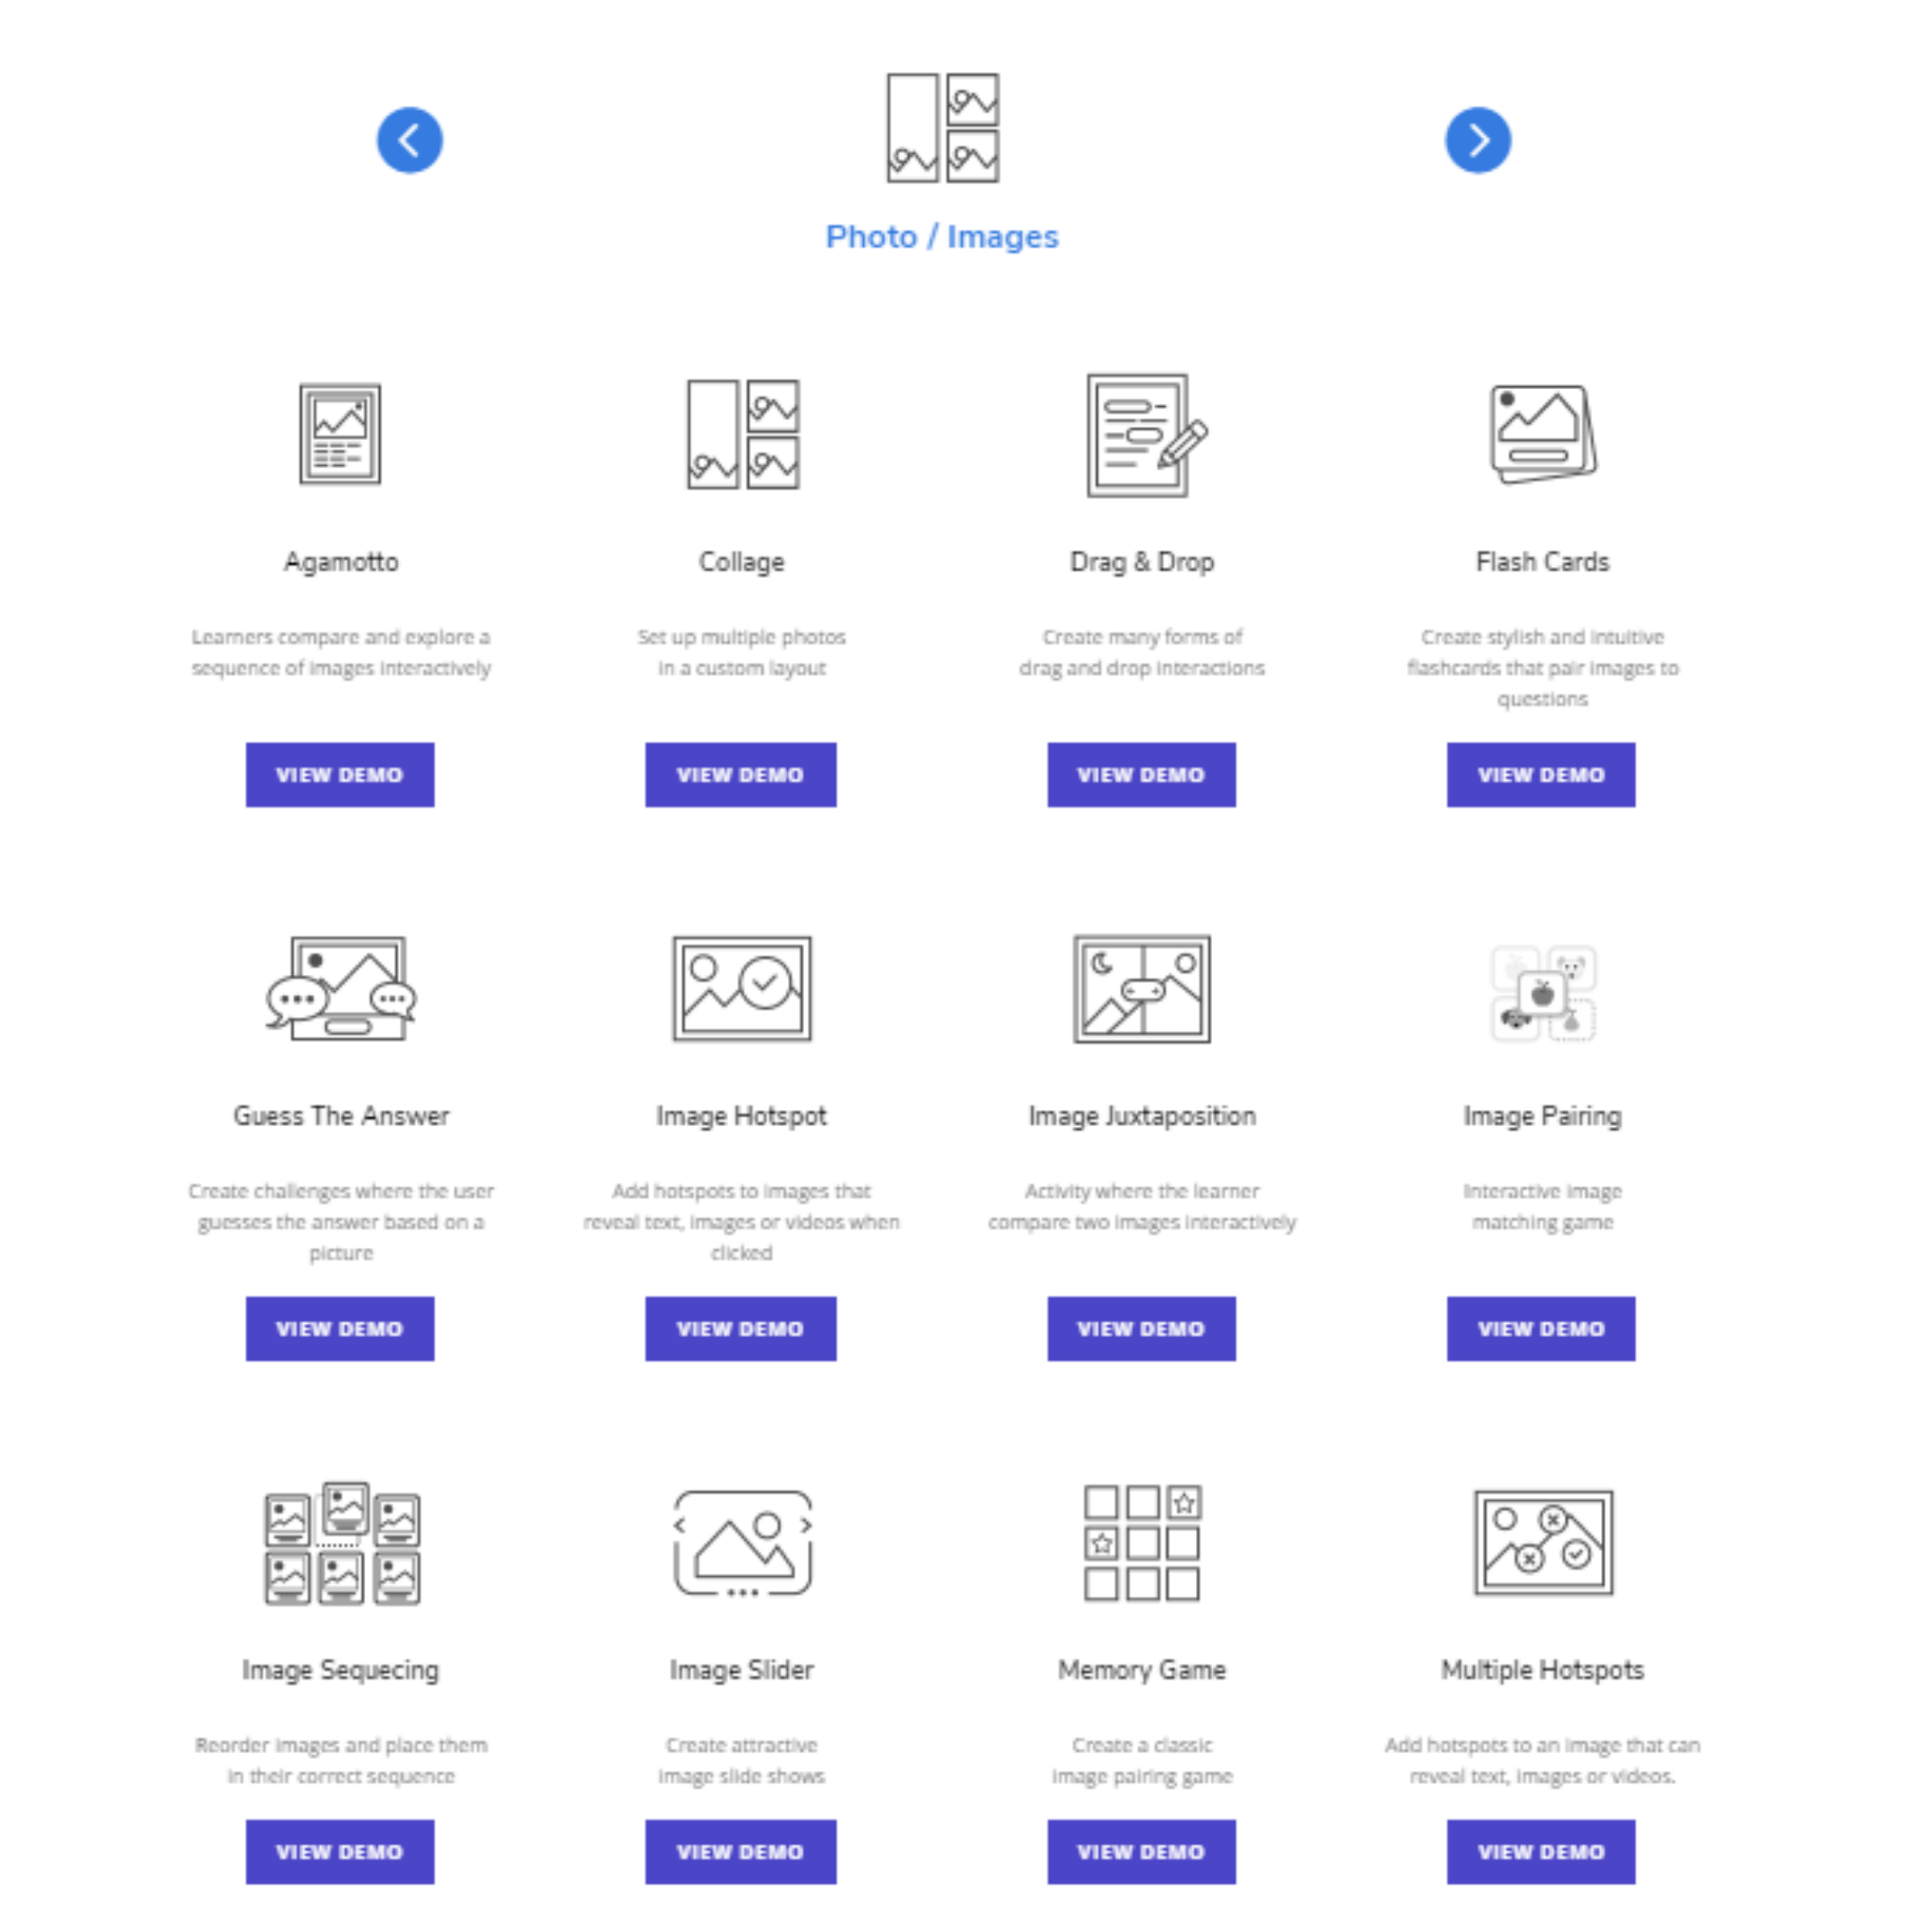 Photo / Images
Agamotto
Learners compare and explore a
sequence of images interactively
VIEW DEMO
Collage
Set up multiple photos
in a custom layout
VIEW DEMO
Drag & Drop
Create many forms of
drag and drop interactions
VIEW DEMO
Flash Cards
Create stylish and intuitive
flashcards that pair images to
questions
VIEW DEMO
Guess The Answer
Create challenges where the user
guesses the answer based on a
picture
VIEW DEMO
Image Hotspot
Add hotspots to images that
reveal text, images or videos when
clicked
VIEW DEMO
Image Juxtaposition
Activity where the learner
compare two images interactively
VIEW DEMO
Image Pairing
Interactive image
matching game
VIEW DEMO
Image Sequecing
Reorder images and place them
in their correct sequence
VIEW DEMO
Image Slider
Create attractive
image slide shows
VIEW DEMO
Memory Game
Create a classic
image pairing game
VIEW DEMO
Multiple Hotspots
Add hotspots to an image that can
reveal text, images or videos.
VIEW DEMO